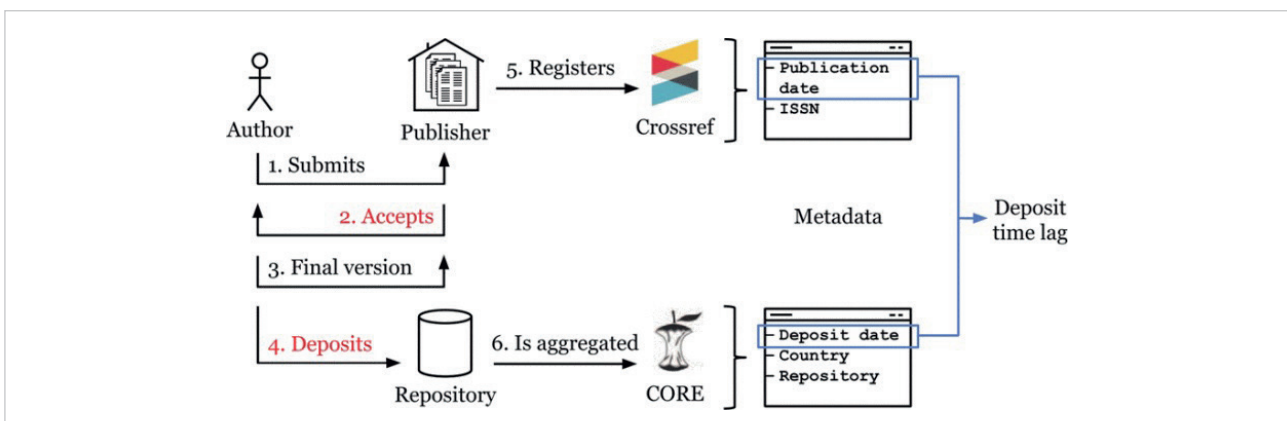 5. Registers
Publication
date
ISSN
Author
Publisher
Crossref
1. Submits
2. Accepts
Metadata
Deposit
time lag
3. Final version
4. Deposits
6. Is aggregated
Deposit date
Country
Repository
Repository
CORE